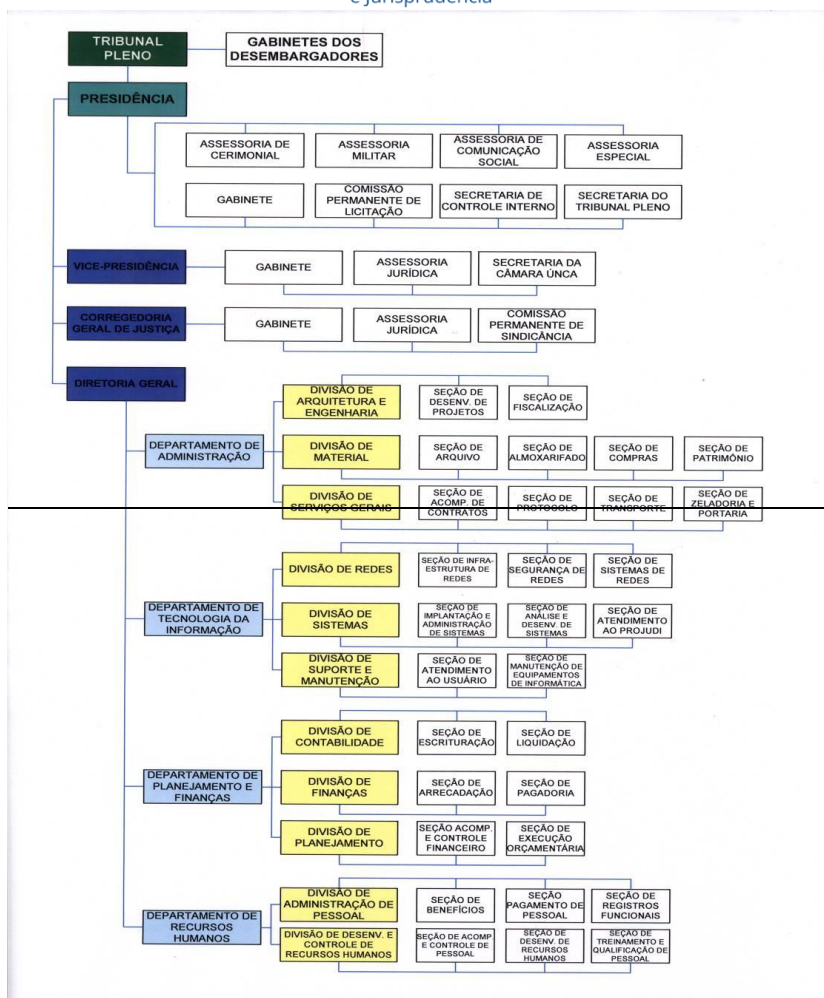 e Jurisprudência
TRIBUNAL
PLENO
GABINETES DOS
DESEMBARGADORES
PRESIDÊNCIA
ASSESSORIA DE
CERIMONIAL
ASSESSORIA
MILITAR
ASSESSORIA DE
COMUNICAÇÃO
SOCIAL
ASSESSORIA
ESPECIAL
GABINETE
COMISSÃO
PERMANENTE DE
LICITAÇÃO
SECRETARIA DE
CONTROLE INTERNO
SECRETARIA DO
TRIBUNAL PLENO
VICE-PRESIDÊNCIA
GABINETE
ASSESSORIA
JURÍDICA
SECRETARIA DA
CÂMARA ÚNCA
CORREGEDORIA
GERAL DE JUSTIÇA
GABINETE
ASSESSORIA
JURÍDICA
COMISSÃO
PERMANENTE DE
SINDICÂNCIA
DIRETORIA GERAL
DEPARTAMENTO DE
ADMINISTRAÇÃO
DIVISÃO DE
ARQUITETURA E
ENGENHARIA
SEÇÃO DE
DESENV. DE
PROJETOS
SEÇÃO DE
FISCALIZAÇÃO
DIVISÃO DE
MATERIAL
SEÇÃO DE
ARQUIVO
SEÇÃO DE
ALMOXARIFADO
SEÇÃO DE
COMPRAS
SEÇÃO DE
PATRIMÔNIO
DIVISÃO DE
SERVIÇOS GERAIS
SEÇÃO DE
ACOMP. DE
CONTRATOS
SEÇÃO DE
PROTOCOLO
SEÇÃO DE
TRANSPORTE
SEÇÃO DE
ZELADORIA E
PORTARIA
DEPARTAMENTO DE
TECNOLOGIA DA
INFORMAÇÃO
DIVISÃO DE REDES
SEÇÃO DE INFRA-
ESTRUTURA DE
REDES
SEÇÃO DE
SEGURANÇA DE
REDES
SEÇÃO DE
SISTEMAS DE
REDES
DIVISÃO DE
SISTEMAS
SEÇÃO DE
IMPLANTAÇÃO E
ADMINISTRAÇÃO
DE SISTEMAS
SEÇÃO DE
ANÁLISE E
DESENV. DE
SISTEMAS
SEÇÃO DE
ATENDIMENTO
AO PROJUDI
DIVISÃO DE
SUPORTE E
MANUTENÇÃO
SEÇÃO DE
ATENDIMENTO
AO USUÁRIO
SEÇÃO DE
MANUTENÇÃO DE
EQUIPAMENTOS
DE INFORMÁTICA
DEPARTAMENTO DE
PLANEJAMENTO E
FINANÇAS
DIVISÃO DE
CONTABILIDADE
SEÇÃO DE
ESCRITURAÇÃO
SEÇÃO DE
LIQUIDAÇÃO
DIVISÃO DE
FINANÇAS
SEÇÃO DE
ARRECADAÇÃO
SEÇÃO DE
PAGADORIA
DIVISÃO DE
PLANEJAMENTO
SEÇÃO ACOMP.
E CONTROLE
FINANCEIRO
SEÇÃO DE
EXECUÇÃO
ORÇAMENTÁRIA
DEPARTAMENTO DE
RECURSOS
HUMANOS
DIVISÃO DE
ADMINISTRAÇÃO DE
PESSOAL
SEÇÃO DE
BENEFÍCIOS
SEÇÃO
PAGAMENTO DE
PESSOAL
SEÇÃO DE
REGISTROS
FUNCIONAIS
DIVISÃO DE DESENV. E
CONTROLE DE
RECURSOS HUMANOS
SEÇÃO DE ACOMP.
E CONTROLE DE
PESSOAL
SEÇÃO DE
DESENV. DE
RECURSOS
HUMANOS
SEÇÃO DE
TREINAMENTO E
QUALIFICAÇÃO DE
PESSOAL